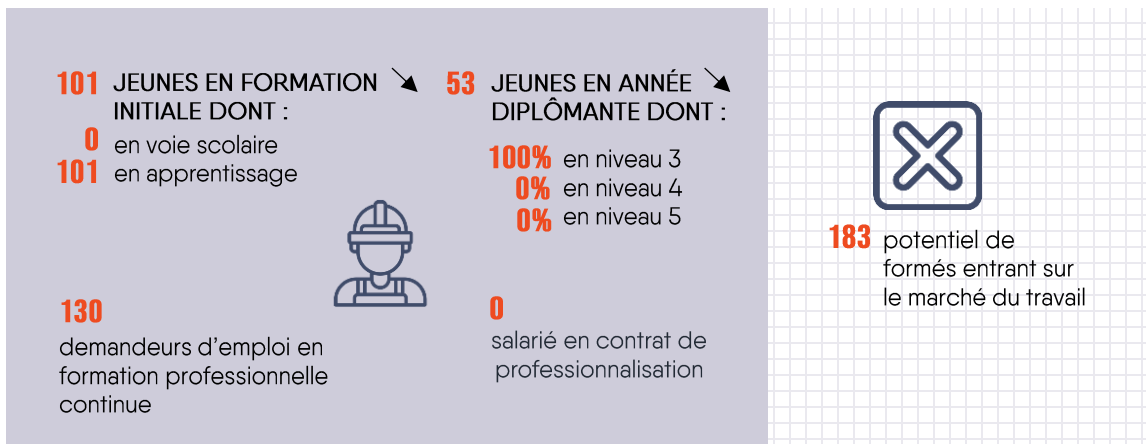 101 JEUNES EN FORMATION
INITIALE DONT :
0 en voie scolaire
101 en apprentissage
130
demandeurs d’emploi en
formation professionnelle
continue
53 JEUNES EN ANNÉE
DIPLÔMANTE DONT :
100% en niveau 3
0% en niveau 4
0% en niveau 5
0
salarié en contrat de
professionnalisation
183 potentiel de
formés entrant sur
le marché du travail